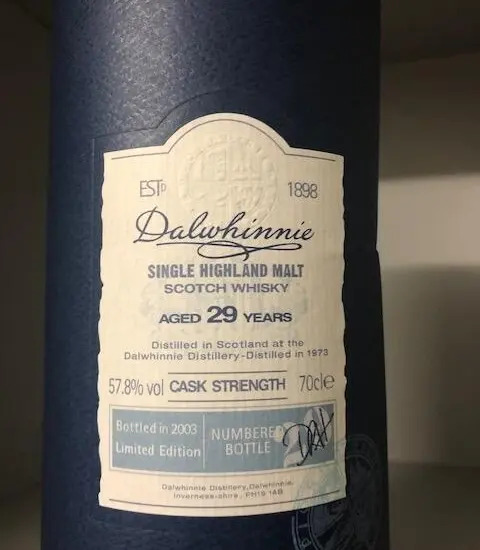 ESTD 1898
Dalwhinnie
SINGLE HIGHLAND MALT
SCOTCH WHISKY
AGED 29 YEARS
Distilled in Scotland at the
Dalwhinnie Distillery-Distilled in 1973
57.8% vol CASK STRENGTH 70cl e
Bottled in 2003
Limited Edition
NUMBERED
BOTTLE
Dalwhinnie Distillery, Dalwhinnie,
Inverness-shire, PH19 1AB